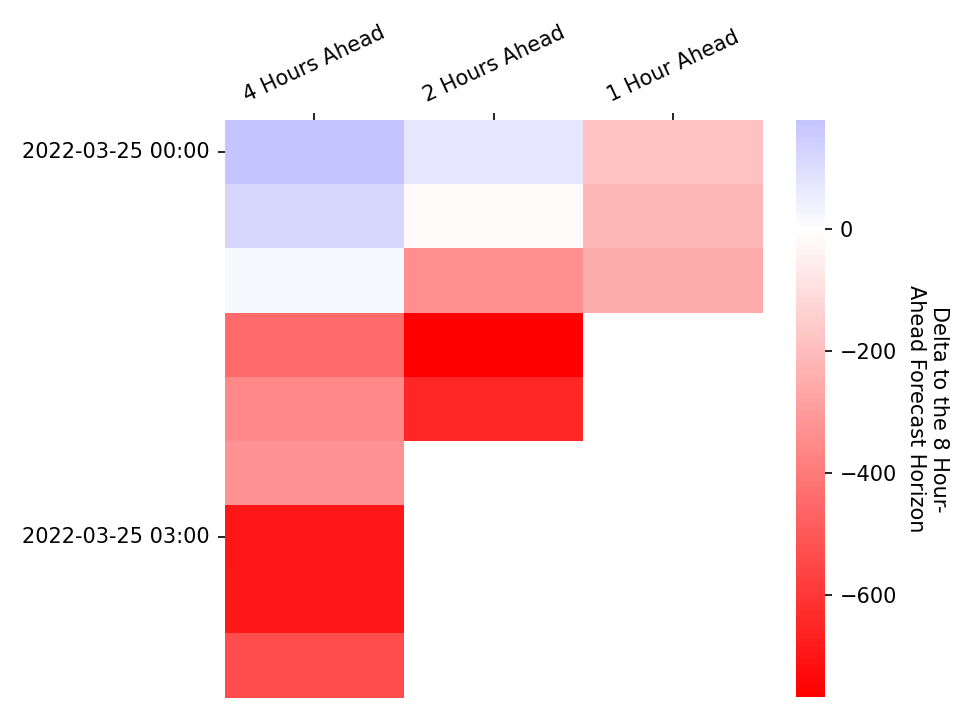 4 Hours Ahead
2 Hours Ahead
1 Hour Ahead
2022-03-25 00:00
2022-03-25 03:00
0
−200
−400
−600
Delta to the 8 Hour-
Ahead Forecast Horizon